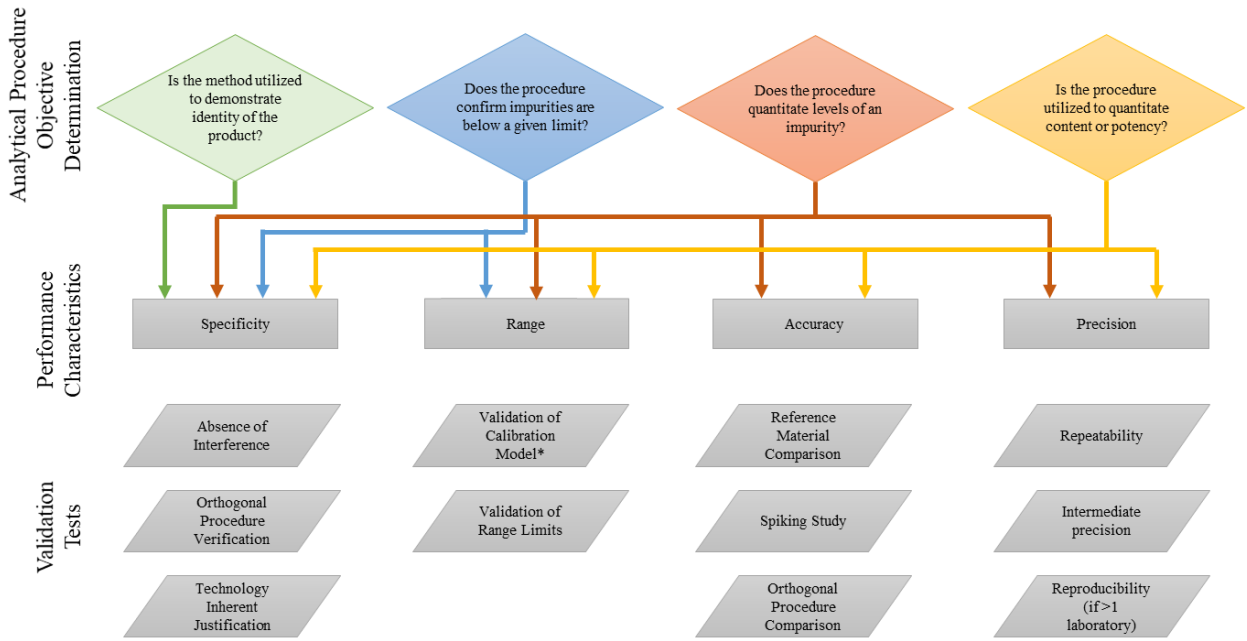 Analytical Procedure
Objective
Determination
Is the method utilized
to demonstrate
identity of the
product?
Does the procedure
confirm impurities are
below a given limit?
Does the procedure
quantitate levels of an
impurity?
Is the procedure
utilized to quantitate
content or potency?
Performance
Characteristics
Specificity
Range
Accuracy
Precision
Validation
Tests
Absence of
Interference
Validation of
Calibration
Model*
Reference
Material
Comparison
Repeatability
Orthogonal
Procedure
Verification
Validation of
Range Limits
Spiking Study
Intermediate
precision
Technology
Inherent
Justification
Orthogonal
Procedure
Comparison
Reproducibility
(if >1
laboratory)